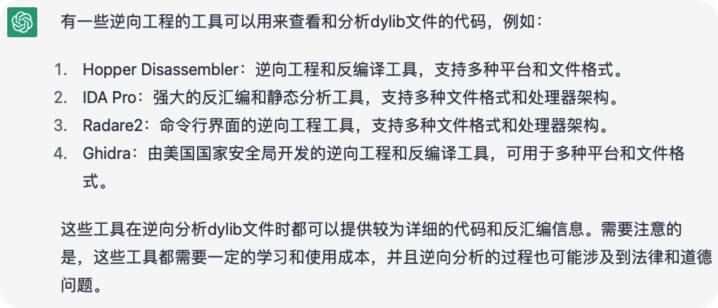 有一些逆向工程的工具可以用来查看和分析dylib文件的代码，例如：
1. Hopper Disassembler：逆向工程和反编译工具，支持多种平台和文件格式。
2. IDA Pro：强大的反汇编和静态分析工具，支持多种文件格式和处理器架构。
3. Radare2：命令行界面的逆向工程工具，支持多种文件格式和处理器架构。
4. Ghidra：由美国国家安全局开发的逆向工程和反编译工具，可用于多种平台和文件格
式。
这些工具在逆向分析dylib文件时都可以提供较为详细的代码和反汇编信息。需要注意的
是，这些工具都需要一定的学习和使用成本，并且逆向分析的过程也可能涉及到法律和道德
问题。